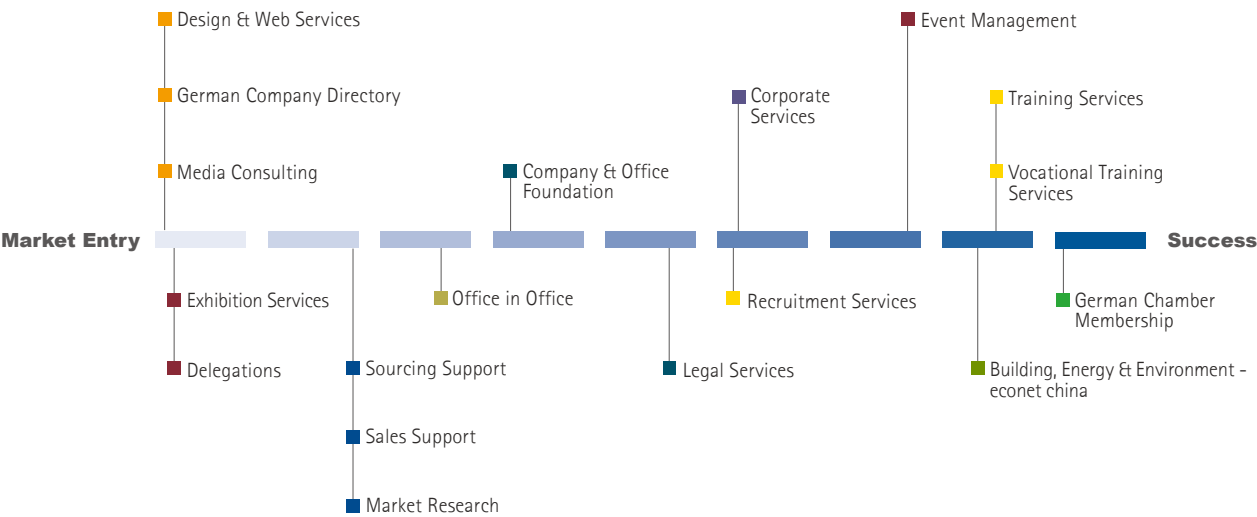 Design & Web Services
Event Management
German Company Directory
Corporate
Services
Training Services
Media Consulting
Company & Office
Foundation
Vocational Training
Services
Market Entry
Success
Exhibition Services
Office in Office
Recruitment Services
German Chamber
Membership
Delegations
Sourcing Support
Legal Services
Building, Energy & Environment -
econet china
Sales Support
Market Research